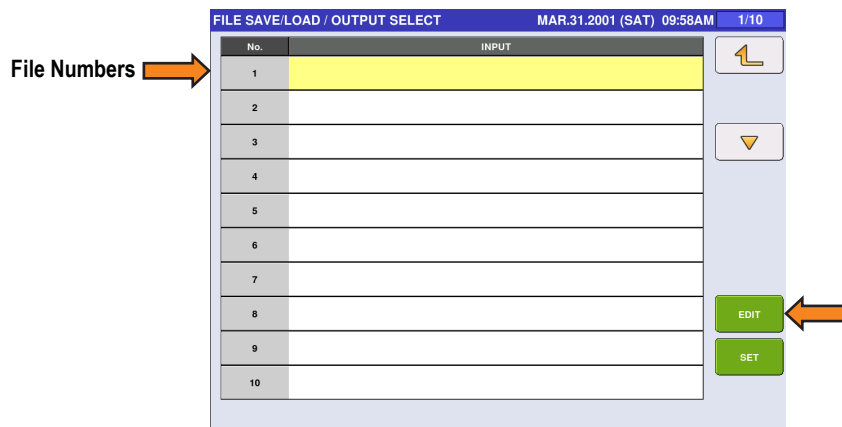 FILE SAVE/LOAD / OUTPUT SELECT MAR.31.2001 (SAT) 09:58AM 1/10
No. INPUT
File Numbers
1
2
3
4
5
6
7
8
EDIT
9
SET
10